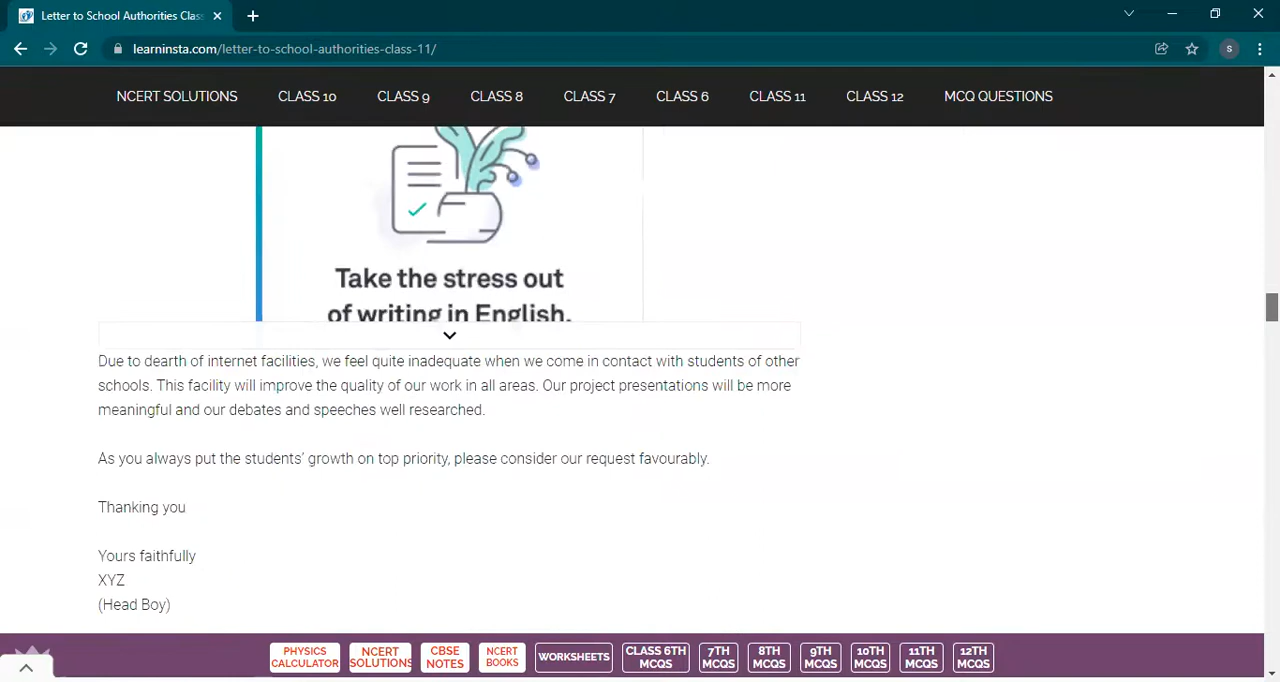 Letter to School Authorities Clas
learninsta.com/letter-to-school-authorities-class-11/
S
NCERT SOLUTIONS CLASS 10 CLASS 9 CLASS 8 CLASS 7 CLASS 6 CLASS 11 CLASS 12 MCQ QUESTIONS
Take the stress out
of writing in English.
Due to dearth of internet facilities, we feel quite inadequate when we come in contact with students of other
schools. This facility will improve the quality of our work in all areas. Our project presentations will be more
meaningful and our debates and speeches well researched.
As you always put the students’ growth on top priority, please consider our request favourably.
Thanking you
Yours faithfully
XYZ
(Head Boy)
PHYSICS CALCULATOR
NCERT SOLUTIONS
CBSE NOTES
NCERT BOOKS
WORKSHEETS
CLASS 6TH MCQS
7TH MCQS
8TH MCQS
9TH MCQS
10TH MCQS
11TH MCQS
12TH MCQS